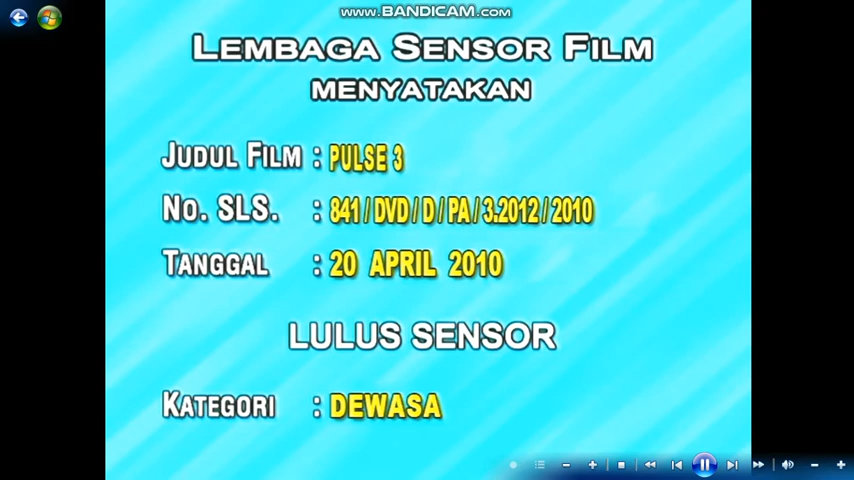 www.BANDICAM.com
LEMBAGA SENSOR FILM
MENYATAKAN
JUDUL FILM : PULSE 3
NO. SLS. : 841 / DVD / D / PA / 3.2012 / 2010
TANGGAL : 20 APRIL 2010
LULUS SENSOR
KATEGORI : DEWASA